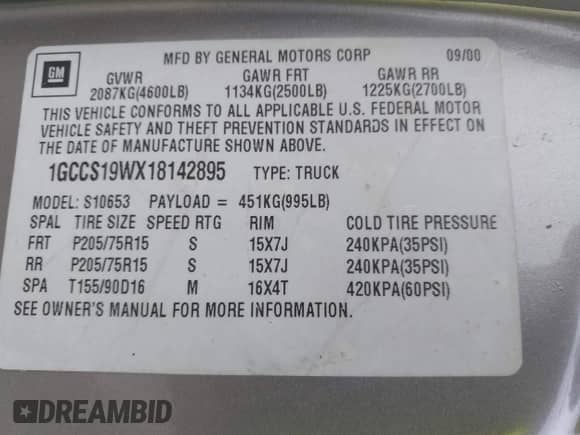 GM
MFD BY GENERAL MOTORS CORP 09/00
GVWR GAWR FRT GAWR RR
2087KG(4600LB) 1134KG(2500LB) 1225KG(2700LB)
THIS VEHICLE CONFORMS TO ALL APPLICABLE U.S. FEDERAL MOTOR
VEHICLE SAFETY AND THEFT PREVENTION STANDARDS IN EFFECT ON
THE DATE OF MANUFACTURE SHOWN ABOVE.
1GCCS19WX18142895 TYPE: TRUCK
MODEL: S10653 PAYLOAD = 451KG(995LB)
SPAL TIRE SIZE SPEED RTG RIM COLD TIRE PRESSURE
FRT P205/75R15 S 15X7J 240KPA(35PSI)
RR P205/75R15 S 15X7J 240KPA(35PSI)
SPA T155/90D16 M 16X4T 420KPA(60PSI)
SEE OWNER'S MANUAL FOR MORE INFORMATION.
DREAMBID